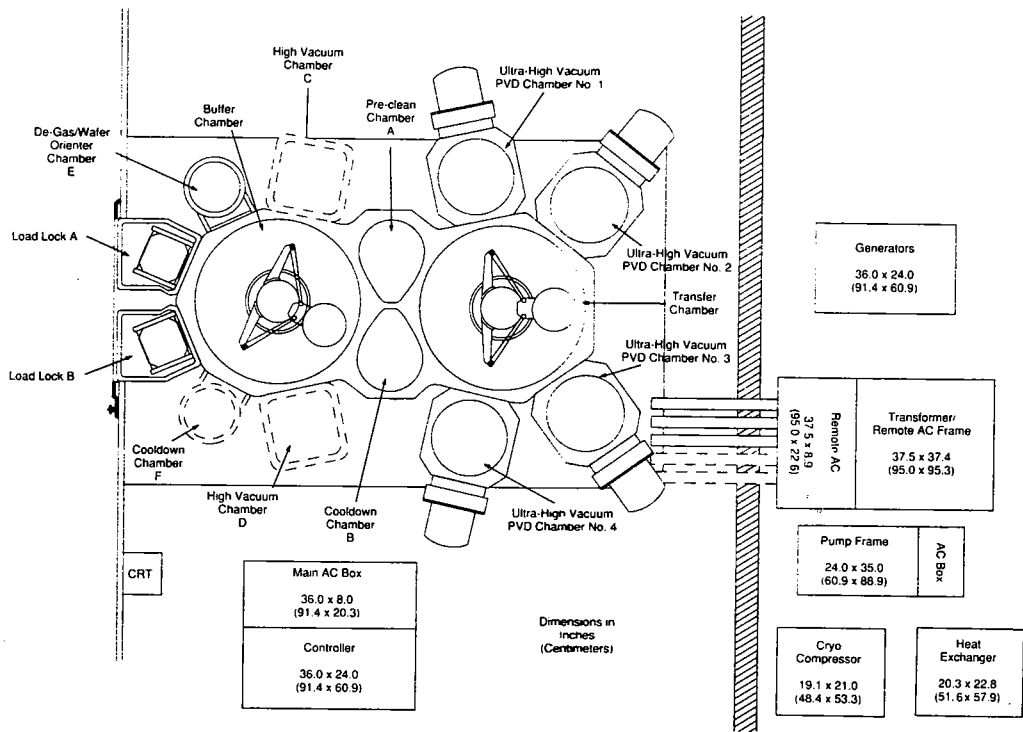 High Vacuum
Chamber
C
Ultra-High Vacuum
PVD Chamber No. 1
Pre-clean
Chamber
A
Buffer
Chamber
De-Gas/Wafer
Orienter
Chamber
E
Load Lock A
Ultra-High Vacuum
PVD Chamber No. 2
Generators
36.0 x 24.0
(91.4 x 60.9)
Transfer
Chamber
Ultra-High Vacuum
PVD Chamber No. 3
Load Lock B
Remote AC
37.5 x 8.9
(95.0 x 22.6)
Transformer/
Remote AC Frame
37.5 x 37.4
(95.0 x 95.3)
Cooldown
Chamber
F
High Vacuum
Chamber
D
Cooldown
Chamber
B
Ultra-High Vacuum
PVD Chamber No. 4
Pump Frame
24.0 x 35.0
(60.9 x 88.9)
AC Box
CRT
Main AC Box
36.0 x 8.0
(91.4 x 20.3)
Controller
36.0 x 24.0
(91.4 x 60.9)
Dimensions in
Inches
(Centimeters)
Cryo
Compressor
19.1 x 21.0
(48.4 x 53.3)
Heat
Exchanger
20.3 x 22.8
(51.6 x 57.9)